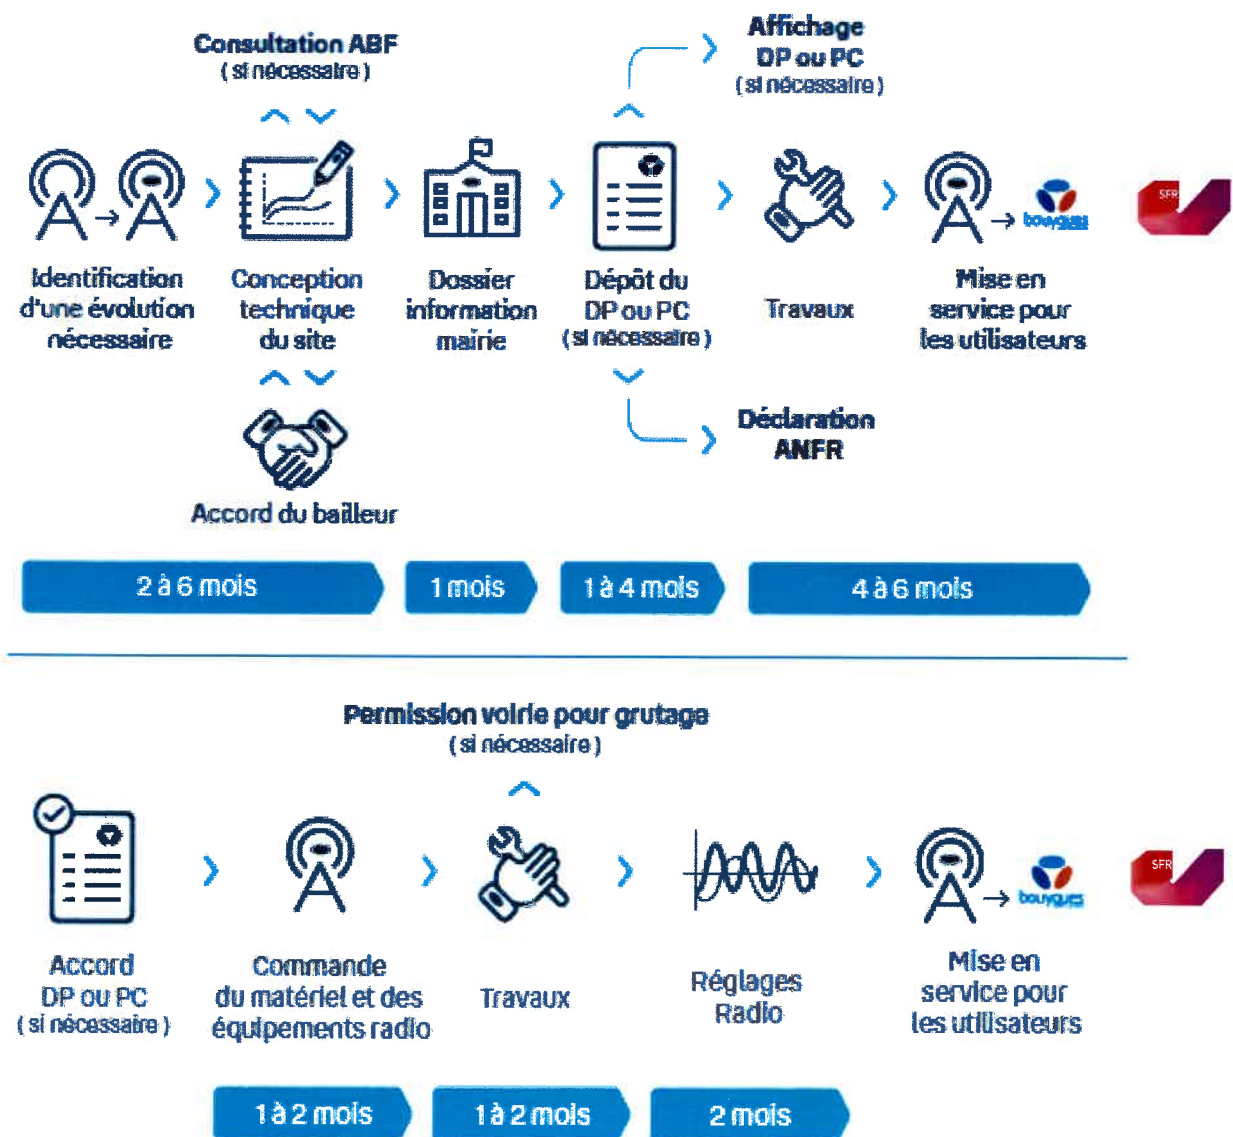 Consultation ABF
(si nécessaire)
Affichage
DP ou PC
(si nécessaire)
Identification
d'une évolution
nécessaire
Conception
technique
du site
Dossier
information
mairie
Dépôt du
DP ou PC
(si nécessaire)
Travaux
bouygues
SFR
Mise en
service pour
les utilisateurs
Déclaration
ANFR
Accord du bailleur
2 à 6 mois
1 mois
1 à 4 mois
4 à 6 mois
Permission voirie pour grutage
(si nécessaire)
Accord
DP ou PC
(si nécessaire)
Commande
du matériel et des
équipements radio
Travaux
Réglages
Radio
bouygues
SFR
Mise en
service pour
les utilisateurs
1 à 2 mois
1 à 2 mois
2 mois